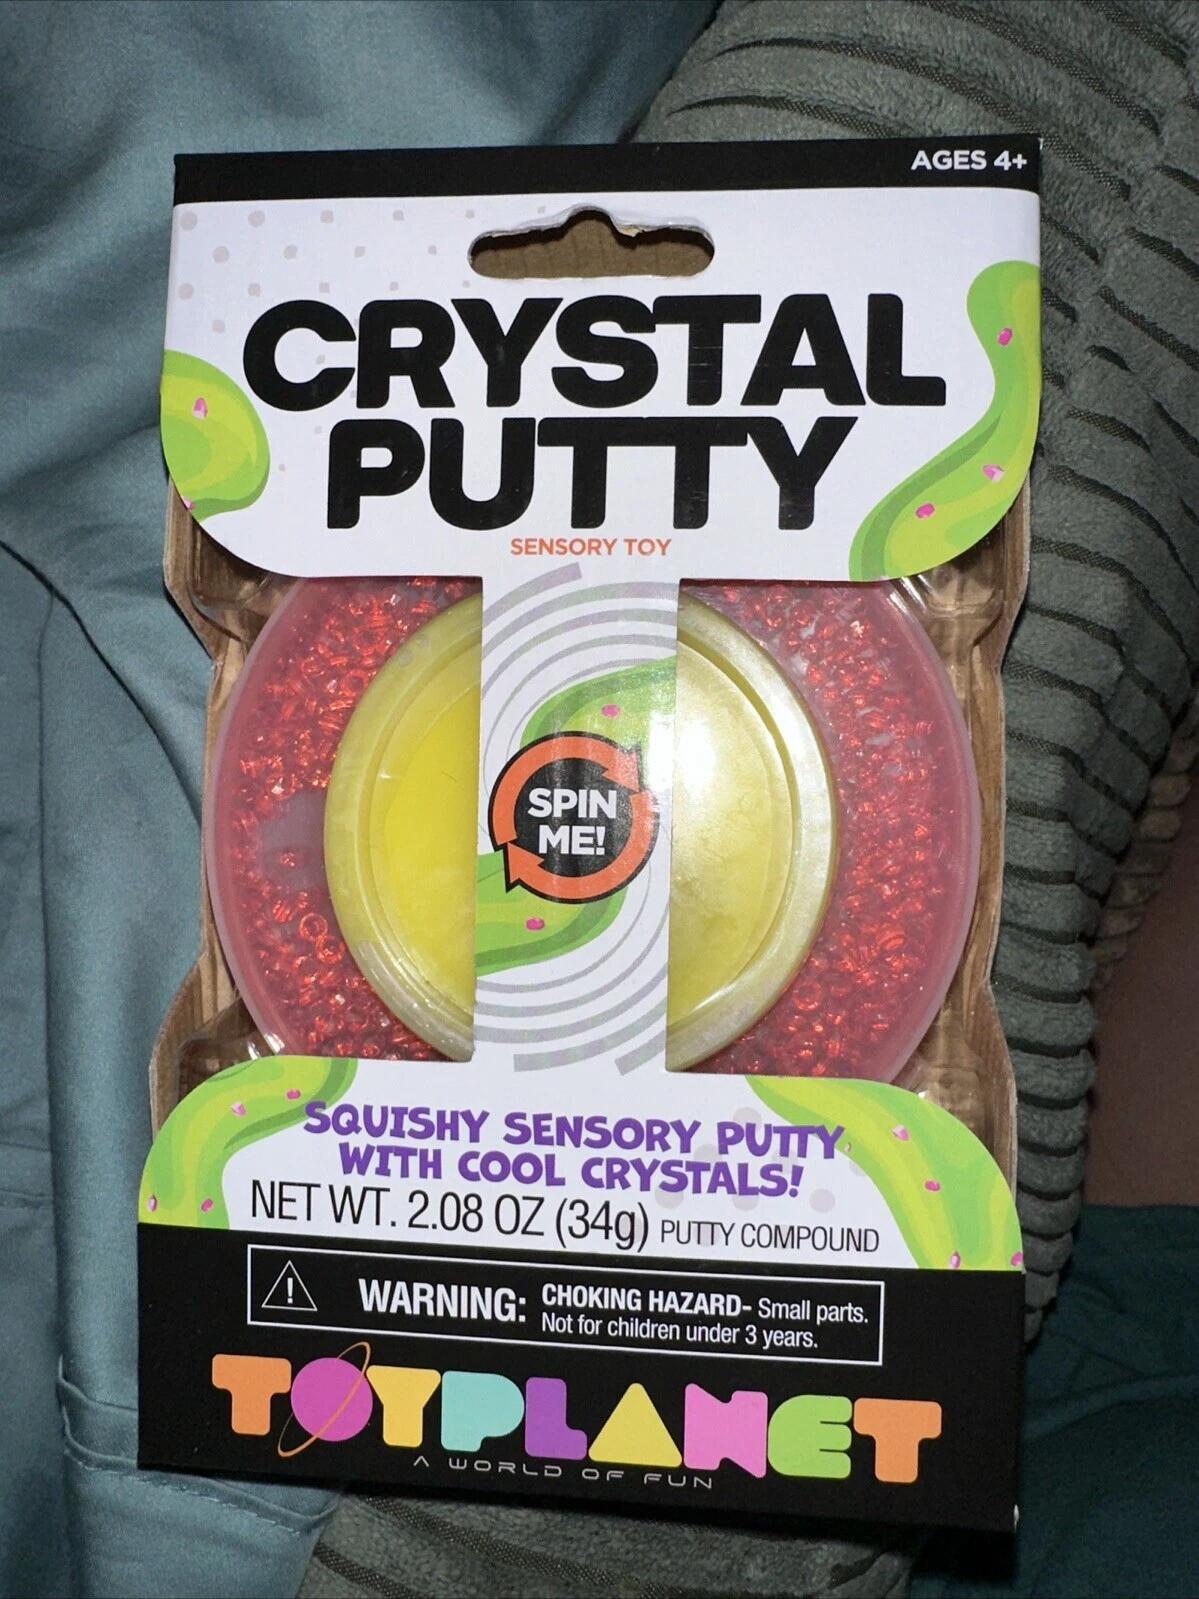 AGES 4+
CRYSTAL
PUTTY
SENSORY TOY
SPIN
ME!
SQUISHY SENSORY PUTTY
WITH COOL CRYSTALS!
NET WT. 2.08 OZ (34g) PUTTY COMPOUND
WARNING: CHOKING HAZARD- Small parts.
Not for children under 3 years.
TOYPLANET
A WORLD OF FUN